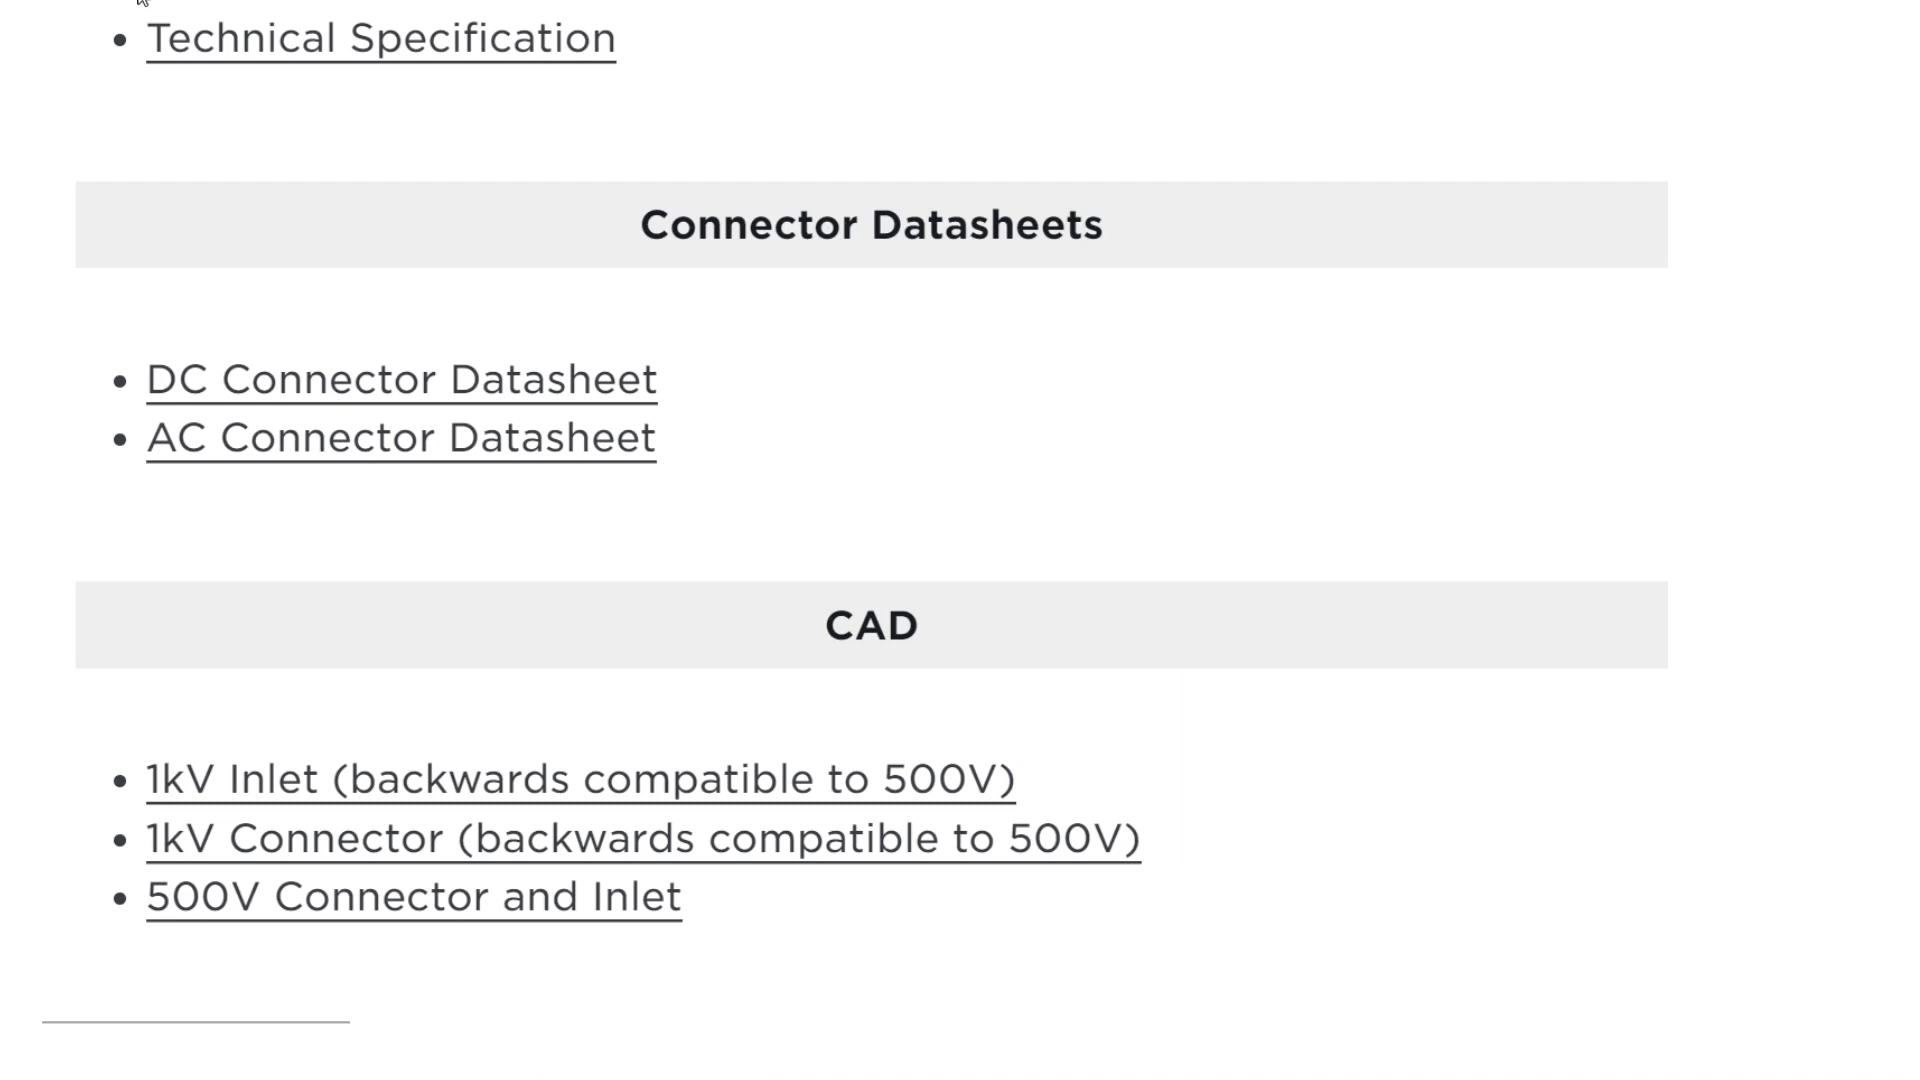 Technical Specification
Connector Datasheets
DC Connector Datasheet
AC Connector Datasheet
CAD
1kV Inlet (backwards compatible to 500V)
1kV Connector (backwards compatible to 500V)
500V Connector and Inlet